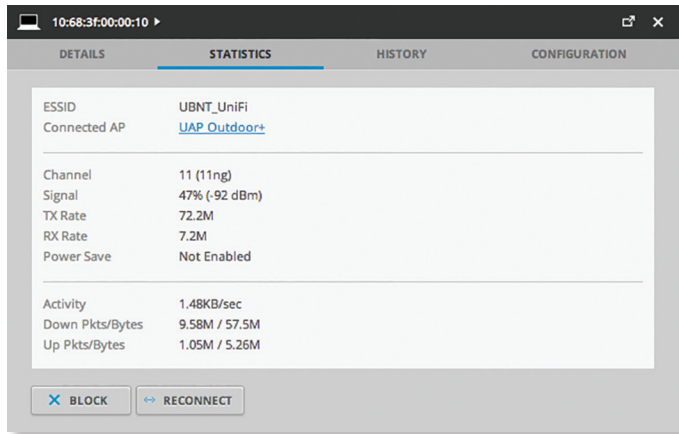 10:68:3f:00:00:10
DETAILS STATISTICS HISTORY CONFIGURATION
ESSID UBNT_UniFi
Connected AP UAP Outdoor+
Channel 11 (11ng)
Signal 47% (-92 dBm)
TX Rate 72.2M
RX Rate 7.2M
Power Save Not Enabled
Activity 1.48KB/sec
Down Pkts/Bytes 9.58M / 57.5M
Up Pkts/Bytes 1.05M / 5.26M
BLOCK RECONNECT